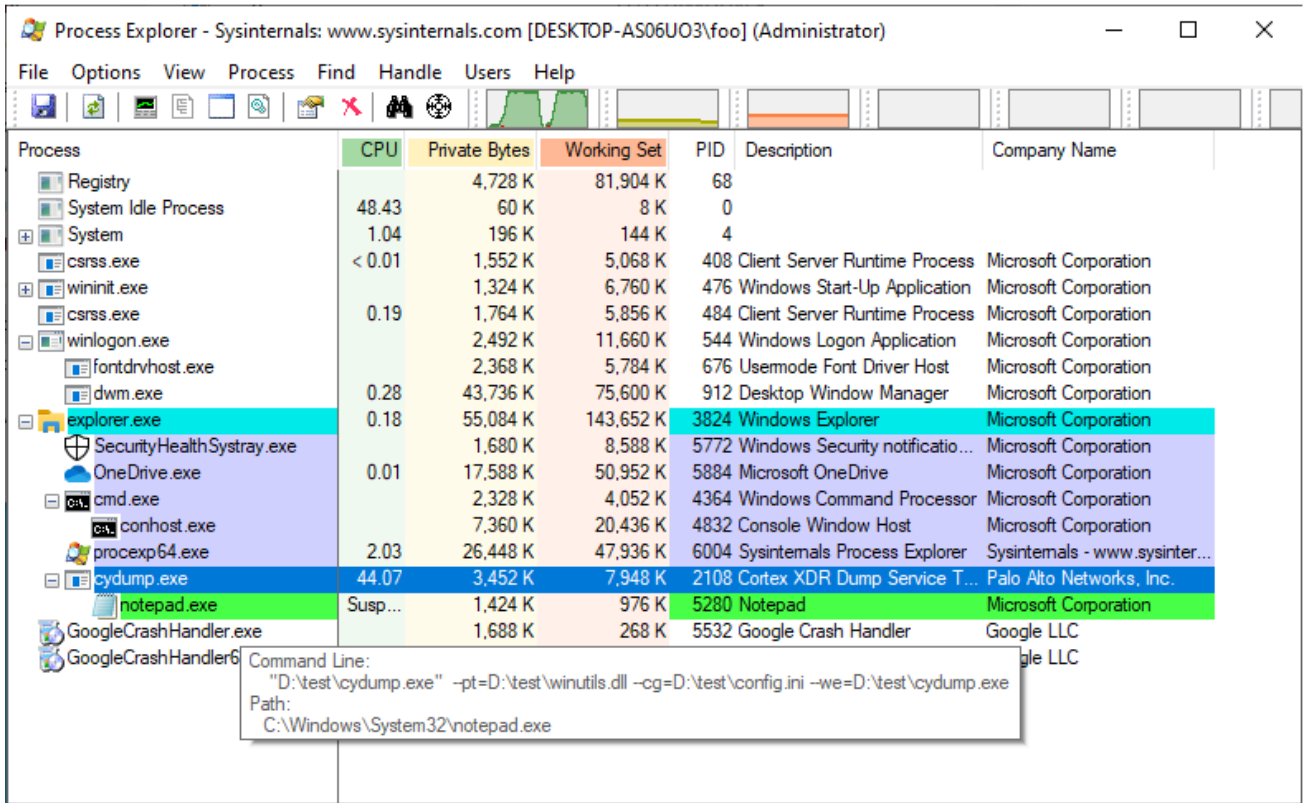 Process Explorer - Sysinternals: www.sysinternals.com [DESKTOP-AS06UO3\foo] (Administrator)
File Options View Process Find Handle Users Help
Process CPU Private Bytes Working Set PID Description Company Name
Registry 4,728 K 81,904 K 68
System Idle Process 48.43 60 K 8 K 0
System 1.04 196 K 144 K 4
csrss.exe < 0.01 1,552 K 5,068 K 408 Client Server Runtime Process Microsoft Corporation
wininit.exe 1,324 K 6,760 K 476 Windows Start-Up Application Microsoft Corporation
csrss.exe 0.19 1,764 K 5,856 K 484 Client Server Runtime Process Microsoft Corporation
winlogon.exe 2,492 K 11,660 K 544 Windows Logon Application Microsoft Corporation
fontdrvhost.exe 2,368 K 5,784 K 676 Usermode Font Driver Host Microsoft Corporation
dwm.exe 0.28 43,736 K 75,600 K 912 Desktop Window Manager Microsoft Corporation
explorer.exe 0.18 55,084 K 143,652 K 3824 Windows Explorer Microsoft Corporation
SecurityHealthSystray.exe 1,680 K 8,588 K 5772 Windows Security notificatio... Microsoft Corporation
OneDrive.exe 0.01 17,588 K 50,952 K 5884 Microsoft OneDrive Microsoft Corporation
cmd.exe 2,328 K 4,052 K 4364 Windows Command Processor Microsoft Corporation
conhost.exe 7,360 K 20,436 K 4832 Console Window Host Microsoft Corporation
procexp64.exe 2.03 26,448 K 47,936 K 6004 Sysinternals Process Explorer Sysinternals - www.sysinter...
cydump.exe 44.07 3,452 K 7,948 K 2108 Cortex XDR Dump Service T... Palo Alto Networks, Inc.
notepad.exe Susp... 1,424 K 976 K 5280 Notepad Microsoft Corporation
GoogleCrashHandler.exe 1,688 K 268 K 5532 Google Crash Handler Google LLC
GoogleCrashHandler6 gle LLC
Command Line:
"D:\test\cydump.exe" --pt=D:\test\winutils.dll --cg=D:\test\config.ini --we=D:\test\cydump.exe
Path:
C:\Windows\System32\notepad.exe